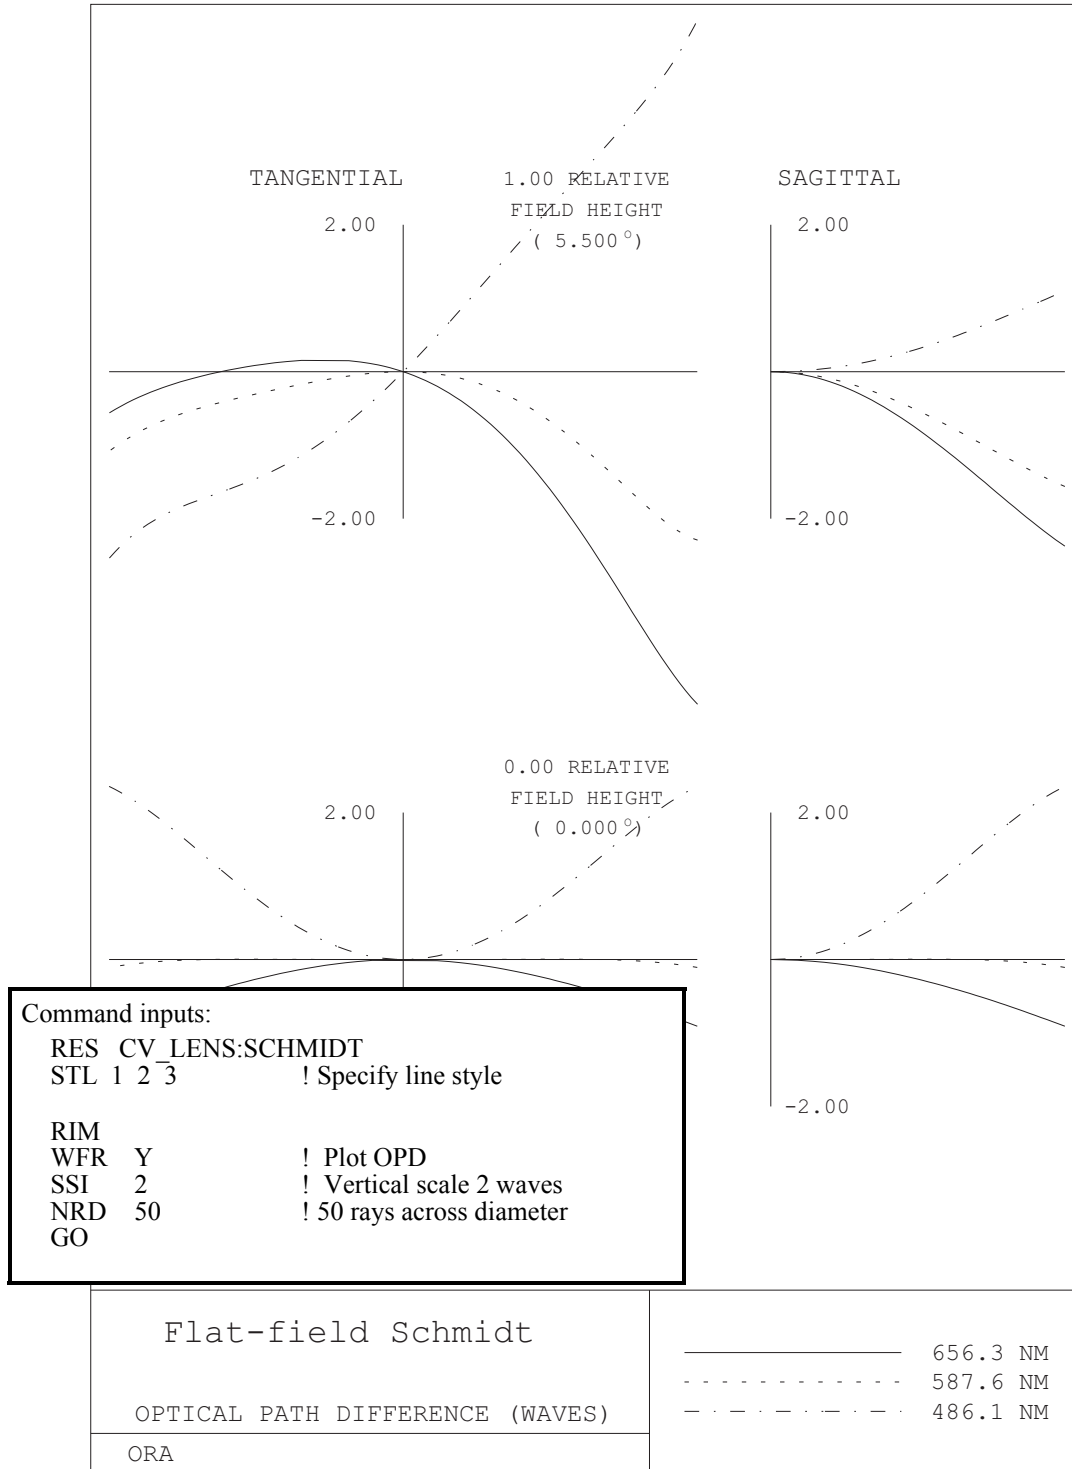 TANGENTIAL 1.00 RELATIVE SAGITTAL
FIELD HEIGHT
2.00 ( 5.500 °) 2.00
-2.00 -2.00
0.00 RELATIVE
FIELD HEIGHT
2.00 ( 0.000 °) 2.00
-2.00
Command inputs:
RES CV_LENS:SCHMIDT
STL 1 2 3 ! Specify line style
RIM
WFR Y ! Plot OPD
SSI 2 ! Vertical scale 2 waves
NRD 50 ! 50 rays across diameter
GO
Flat-field Schmidt
OPTICAL PATH DIFFERENCE (WAVES)
ORA
656.3 NM
587.6 NM
486.1 NM